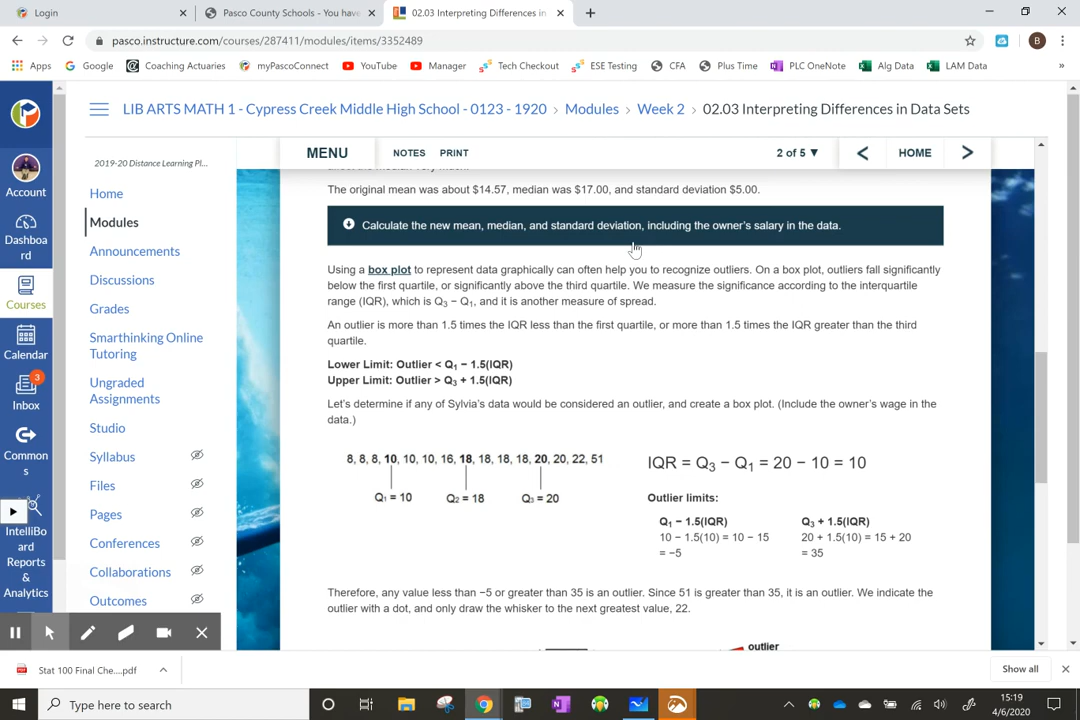 Login
Pasco County Schools - You have
02.03 Interpreting Differences in
pasco.instructure.com/courses/287411/modules/items/3352489
B
Apps
Google
Coaching Actuaries
myPascoConnect
YouTube
Manager
Tech Checkout
ESE Testing
CFA
Plus Time
PLC OneNote
Alg Data
LAM Data
»
LIB ARTS MATH 1 - Cypress Creek Middle High School - 0123 - 1920 > Modules > Week 2 > 02.03 Interpreting Differences in Data Sets
Account
Dashboa
rd
Courses
Calendar
3
Inbox
Common
s
IntelliBo
ard
Reports
&
Analytics
2019-20 Distance Learning Pl...
Home
Modules
Announcements
Discussions
Grades
Smarthinking Online
Tutoring
Ungraded
Assignments
Studio
Syllabus
Files
Pages
Conferences
Collaborations
Outcomes
MENU
NOTES
PRINT
2 of 5 ▼
<
HOME
>
The original mean was about $14.57, median was $17.00, and standard deviation $5.00.
Calculate the new mean, median, and standard deviation, including the owner's salary in the data.
Using a box plot to represent data graphically can often help you to recognize outliers. On a box plot, outliers fall significantly
below the first quartile, or significantly above the third quartile. We measure the significance according to the interquartile
range (IQR), which is Q₃ − Q₁, and it is another measure of spread.
An outlier is more than 1.5 times the IQR less than the first quartile, or more than 1.5 times the IQR greater than the third
quartile.
Lower Limit: Outlier < Q₁ − 1.5(IQR)
Upper Limit: Outlier > Q₃ + 1.5(IQR)
Let's determine if any of Sylvia's data would be considered an outlier, and create a box plot. (Include the owner's wage in the
data.)
8, 8, 8, 10, 10, 10, 16, 18, 18, 18, 18, 20, 20, 22, 51
Q₁ = 10
Q₂ = 18
Q₃ = 20
IQR = Q₃ − Q₁ = 20 − 10 = 10
Outlier limits:
Q₁ − 1.5(IQR)
10 − 1.5(10) = 10 − 15
= −5
Q₃ + 1.5(IQR)
20 + 1.5(10) = 15 + 20
= 35
Therefore, any value less than −5 or greater than 35 is an outlier. Since 51 is greater than 35, it is an outlier. We indicate the
outlier with a dot, and only draw the whisker to the next greatest value, 22.
outlier
Stat 100 Final Che....pdf
Show all
Type here to search
15:19
4/6/2020